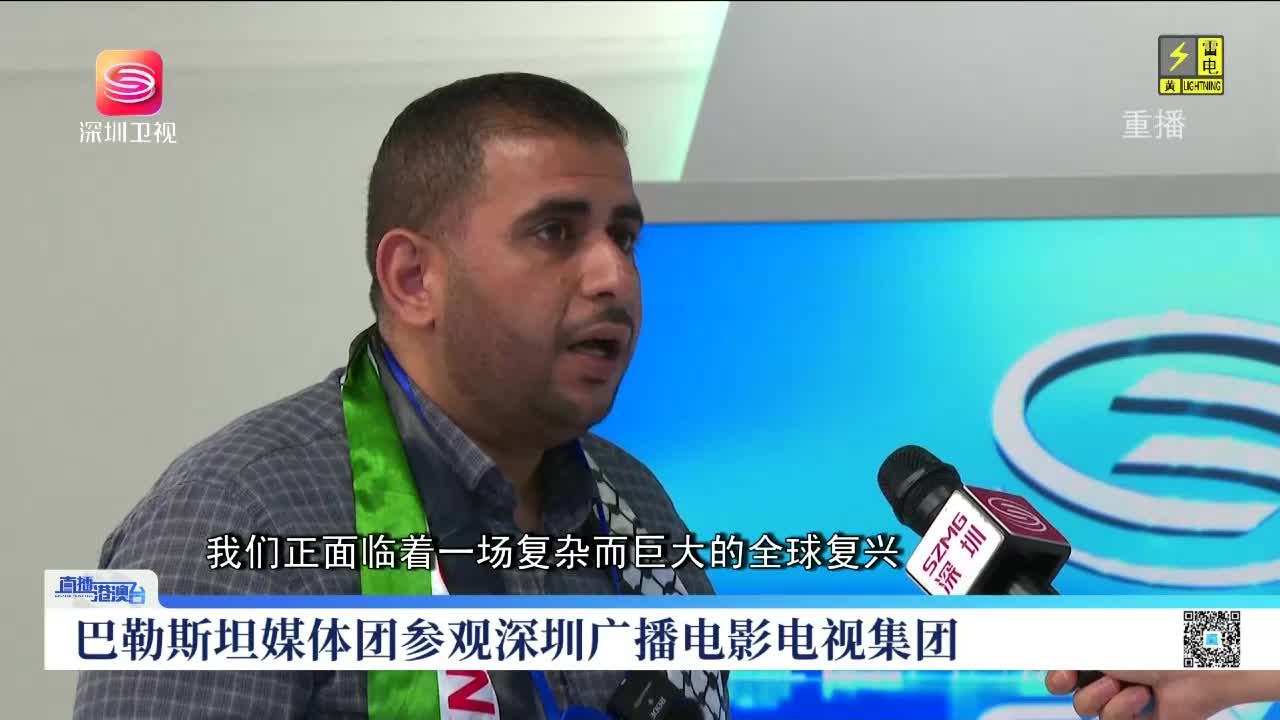 深圳卫视
雷电
黄 LIGHTNING
重播
SZMG
深圳
我们正面临着一场复杂而巨大的全球复兴
直播港澳台
巴勒斯坦媒体团参观深圳广播电影电视集团
N